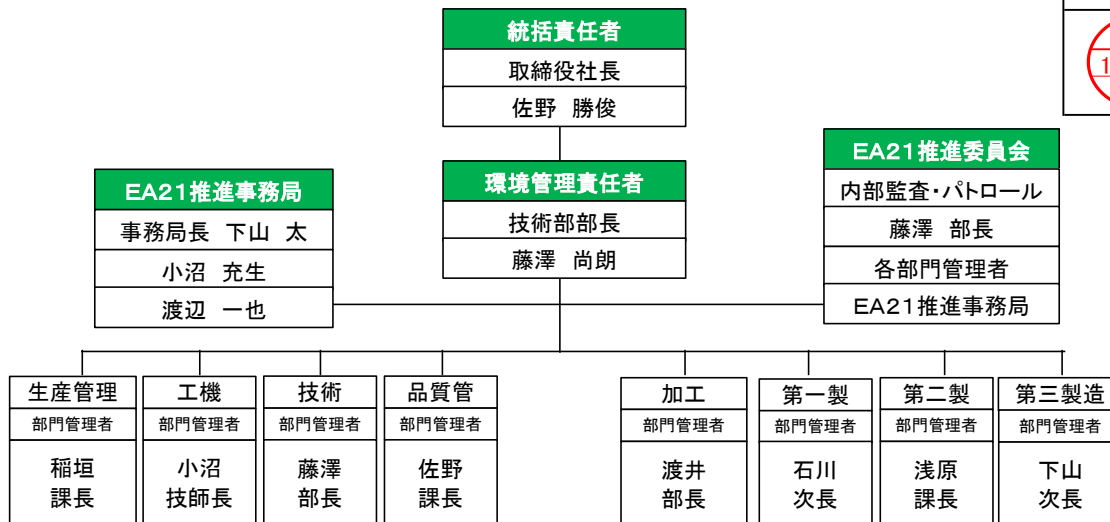 統括責任者
取締役社長
佐野 勝俊
環境管理責任者
技術部部長
藤澤 尚朗
EA21推進事務局
事務局長 下山 太
小沼 充生
渡辺 一也
EA21推進委員会
内部監査・パトロール
藤澤 部長
各部門管理者
EA21推進事務局
生産管理
部門管理者
稲垣
課長
工機
部門管理者
小沼
技師長
技術
部門管理者
藤澤
部長
品質管
部門管理者
佐野
課長
加工
部門管理者
渡井
部長
第一製
部門管理者
石川
次長
第二製
部門管理者
浅原
課長
第三製造
部門管理者
下山
次長